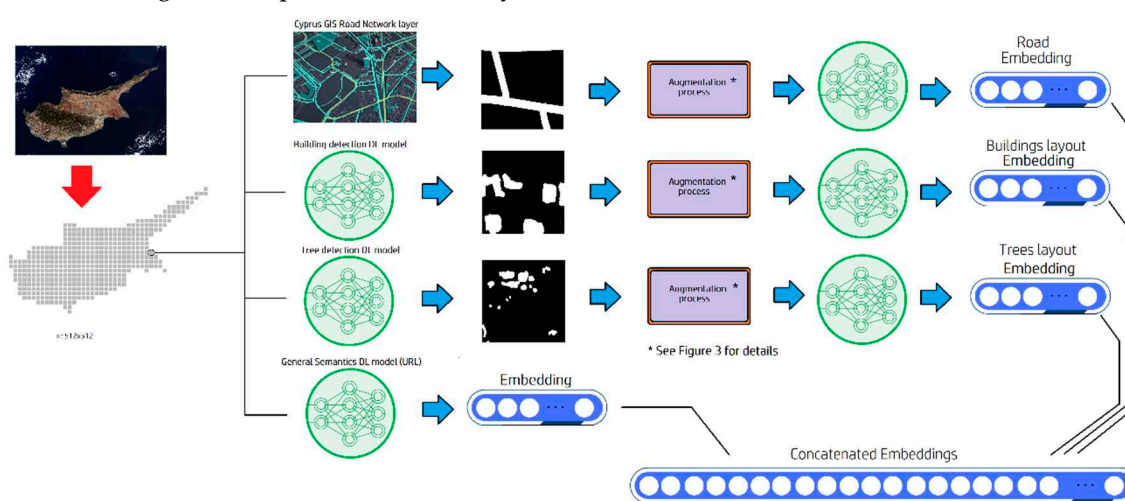 Cyprus GIS Road Network layer
Road
Embedding
Augmentation *
process
Building detection DL model
Buildings layout
Embedding
Augmentation *
process
Tree detection DL model
Trees layout
Embedding
Augmentation *
process
* See Figure 3 for details
General Semantics DL model (URL)
Embedding
Concatenated Embeddings